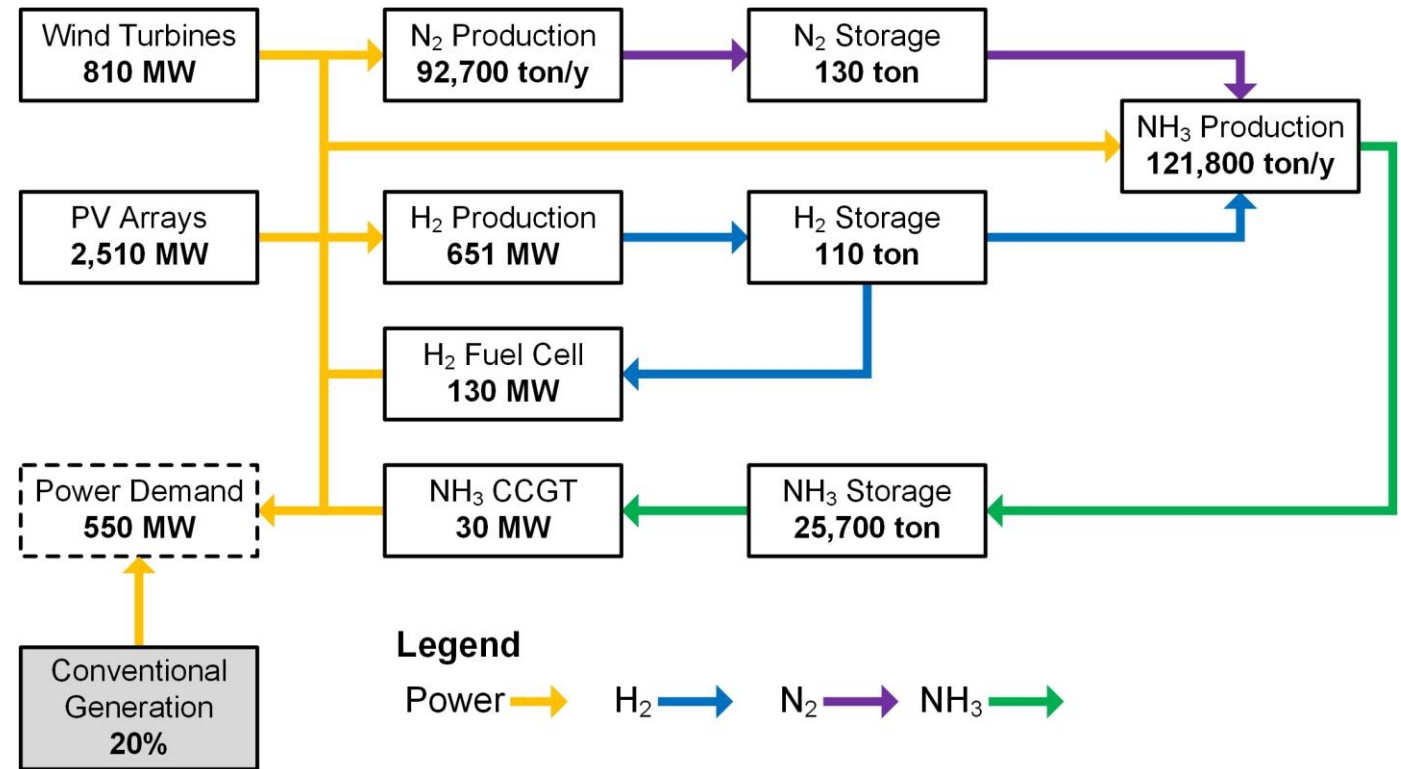 Wind Turbines
810 MW
N₂ Production
92,700 ton/y
N₂ Storage
130 ton
NH₃ Production
121,800 ton/y
PV Arrays
2,510 MW
H₂ Production
651 MW
H₂ Storage
110 ton
H₂ Fuel Cell
130 MW
Power Demand
550 MW
NH₃ CCGT
30 MW
NH₃ Storage
25,700 ton
Conventional
Generation
20%
Legend
Power H₂ N₂ NH₃